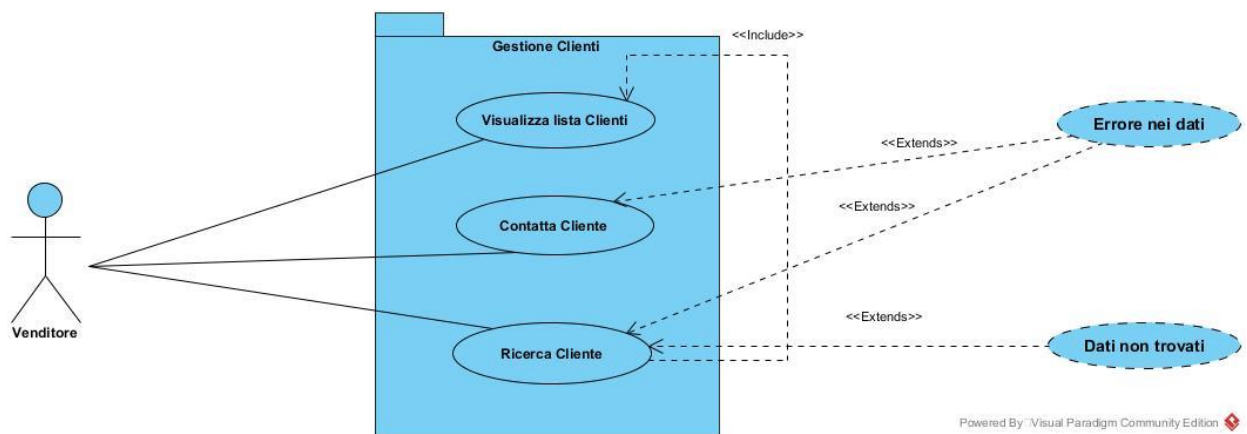 Gestione Clienti
<<Include>>
Visualizza lista Clienti
Errore nei dati
<<Extends>>
<<Extends>>
Contatta Cliente
Venditore
<<Extends>>
Ricerca Cliente
Dati non trovati
Powered By Visual Paradigm Community Edition